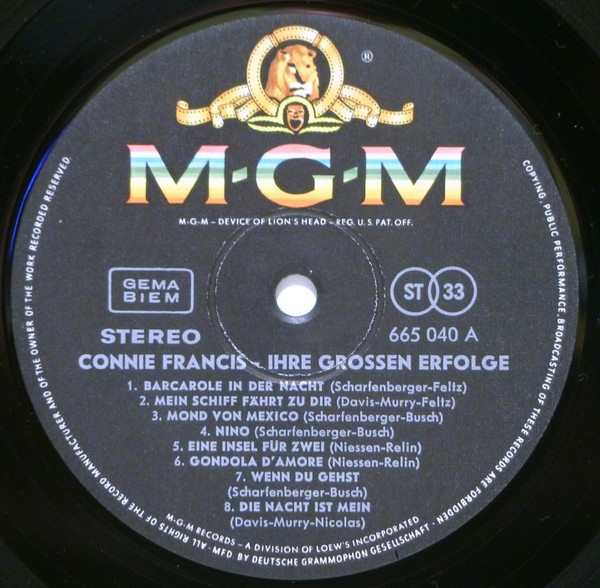 ®
M·G·M
M-G-M – DEVICE OF LION'S HEAD – REG. U.S. PAT. OFF.
GEMA
BIEM
ST 33
STEREO
665 040 A
CONNIE FRANCIS – IHRE GROSSEN ERFOLGE
1. BARCAROLE IN DER NACHT (Scharfenberger-Feltz)
2. MEIN SCHIFF FÄHRT ZU DIR (Davis-Murry-Feltz)
3. MOND VON MEXICO (Scharfenberger-Busch)
4. NINO (Scharfenberger-Busch)
5. EINE INSEL FÜR ZWEI (Niessen-Relin)
6. GONDOLA D'AMORE (Niessen-Relin)
7. WENN DU GEHST
(Scharfenberger-Busch)
8. DIE NACHT IST MEIN
(Davis-Murry-Nicolas)
M-G-M RECORDS – A DIVISION OF LOEW'S INCORPORATED
ALL RIGHTS OF THE RECORD MANUFACTURER AND OF THE OWNER OF THE WORK RECORDED RESERVED.
COPYING, PUBLIC PERFORMANCE, BROADCASTING OF THESE RECORDS ARE FORBIDDEN
· MFD BY DEUTSCHE GRAMMOPHON GESELLSCHAFT ·